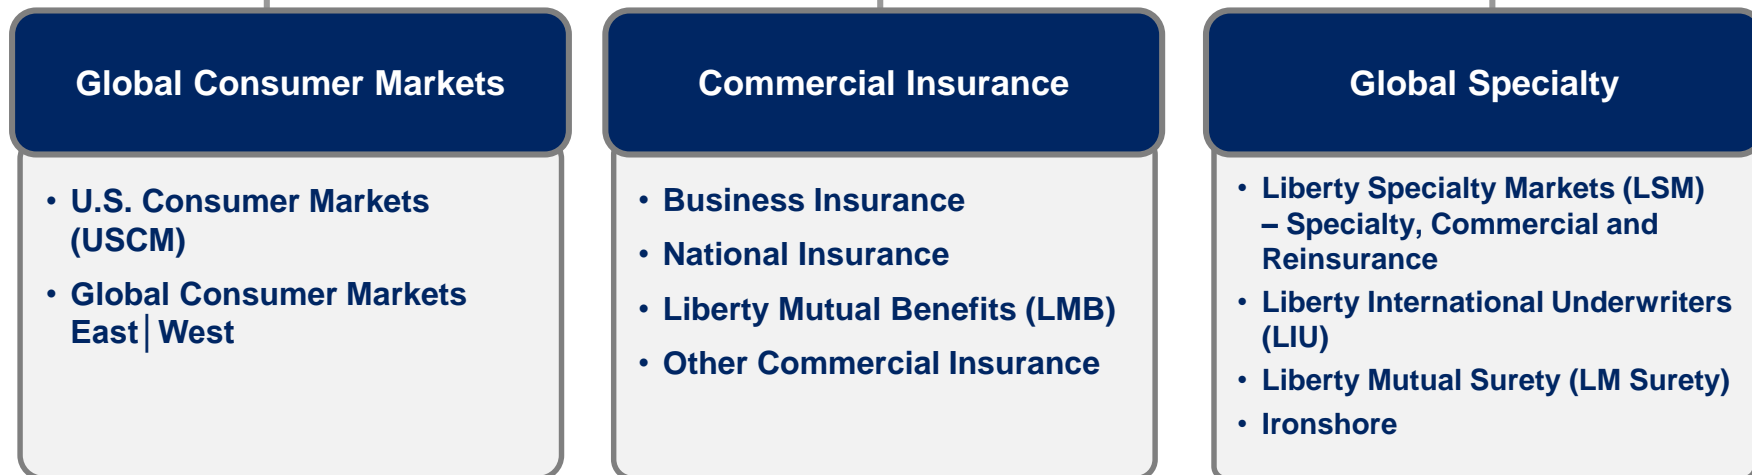 Global Consumer Markets
• U.S. Consumer Markets
(USCM)
• Global Consumer Markets
East│West
Commercial Insurance
• Business Insurance
• National Insurance
• Liberty Mutual Benefits (LMB)
• Other Commercial Insurance
Global Specialty
• Liberty Specialty Markets (LSM)
– Specialty, Commercial and
Reinsurance
• Liberty International Underwriters
(LIU)
• Liberty Mutual Surety (LM Surety)
• Ironshore